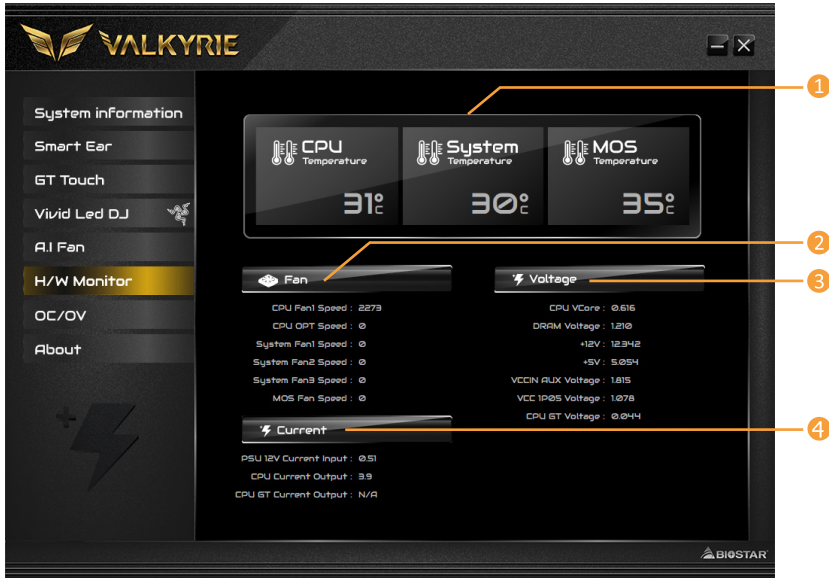 VALKYRIE
1
System information
Smart Ear
GT Touch
Vivid Led DJ
A.I Fan
H/W Monitor
OC/OV
About
CPU
Temperature
31°C
System
Temperature
30°C
MOS
Temperature
35°C
2
3
Fan
CPU Fan1 Speed : 2273
CPU OPT Speed : 0
System Fan1 Speed : 0
System Fan2 Speed : 0
System Fan3 Speed : 0
MOS Fan Speed : 0
Voltage
CPU VCore : 0.616
DRAM Voltage : 1.210
+12V : 12.342
+5V : 5.054
VCCIN AUX Voltage : 1.815
VCC 1P05 Voltage : 1.078
CPU GT Voltage : 0.044
4
Current
PSU 12V Current Input : 0.51
CPU Current Output : 3.9
CPU GT Current Output : N/A
BIOSTAR